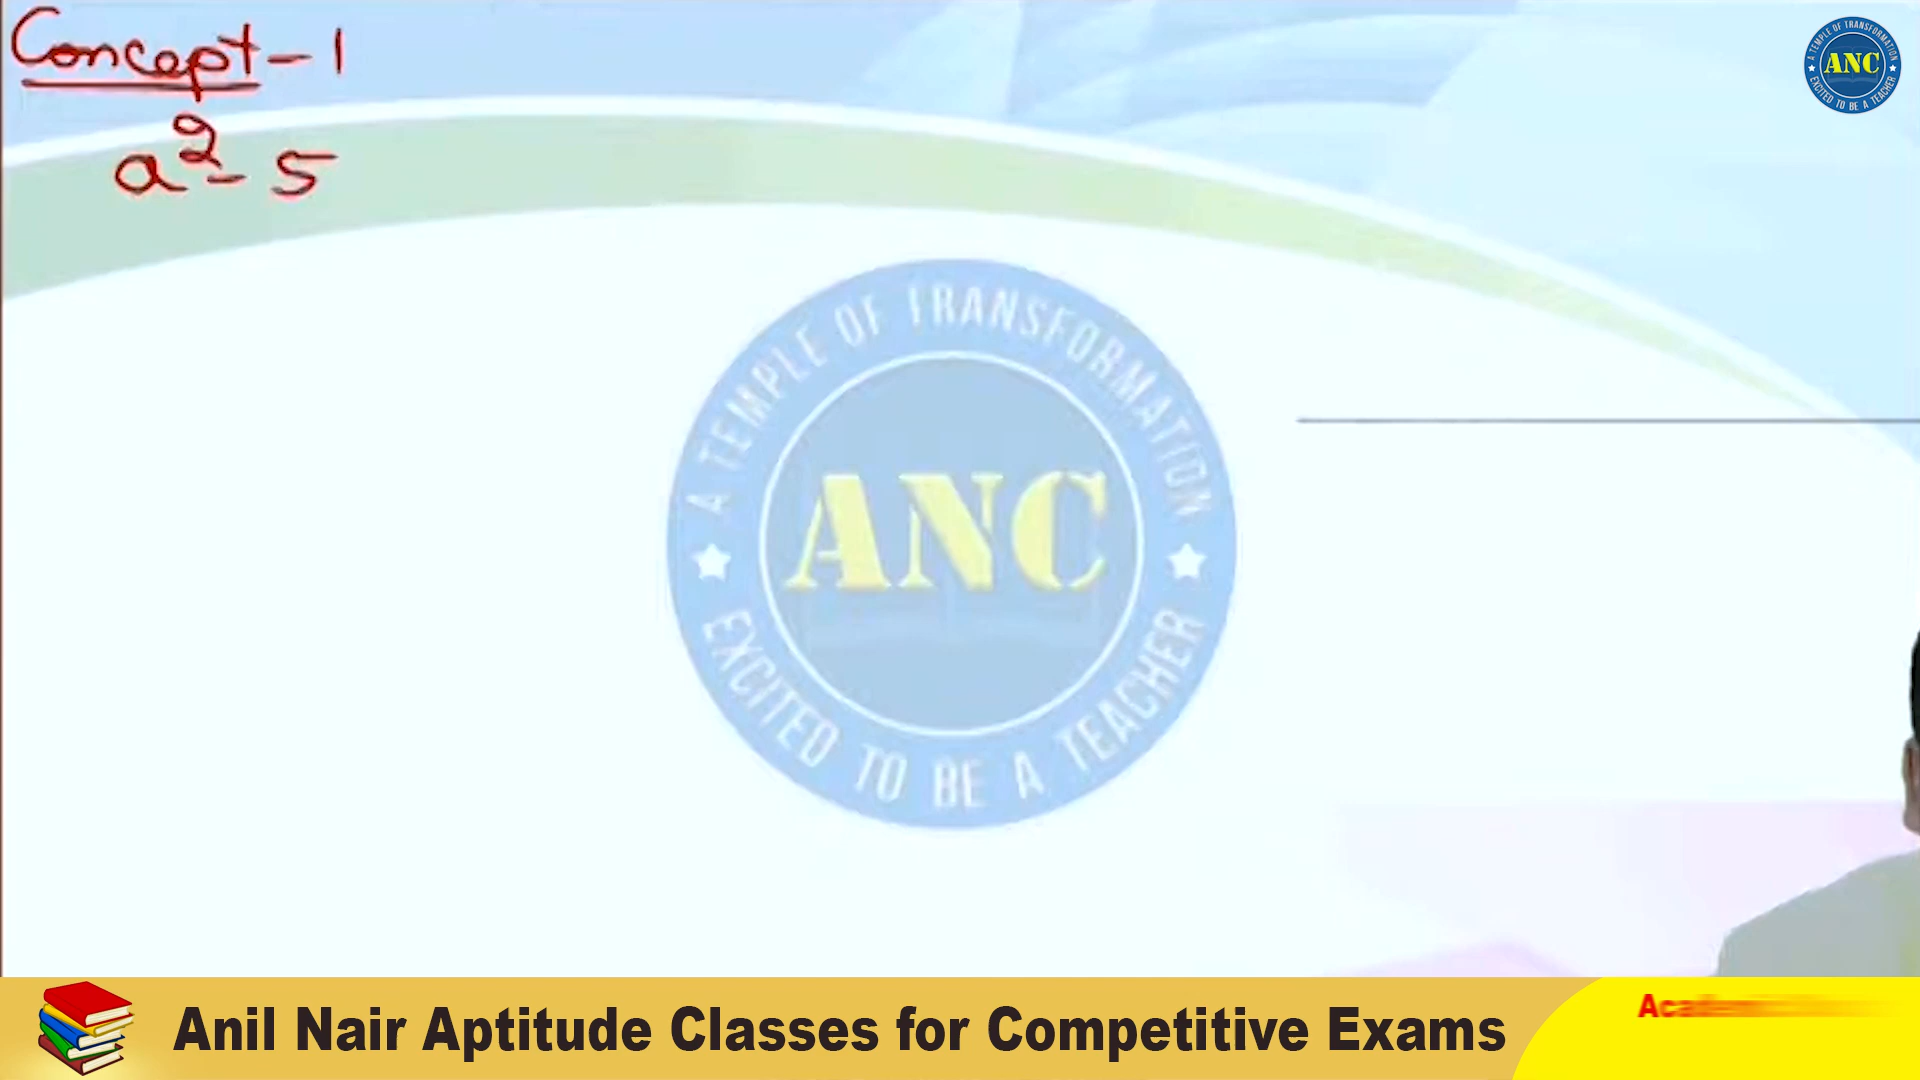 Concept - 1
a² - 5
A TEMPLE OF TRANSFORMATION
ANC
EXCITED TO BE A TEACHER
A TEMPLE OF TRANSFORMATION
ANC
EXCITED TO BE A TEACHER
Anil Nair Aptitude Classes for Competitive Exams